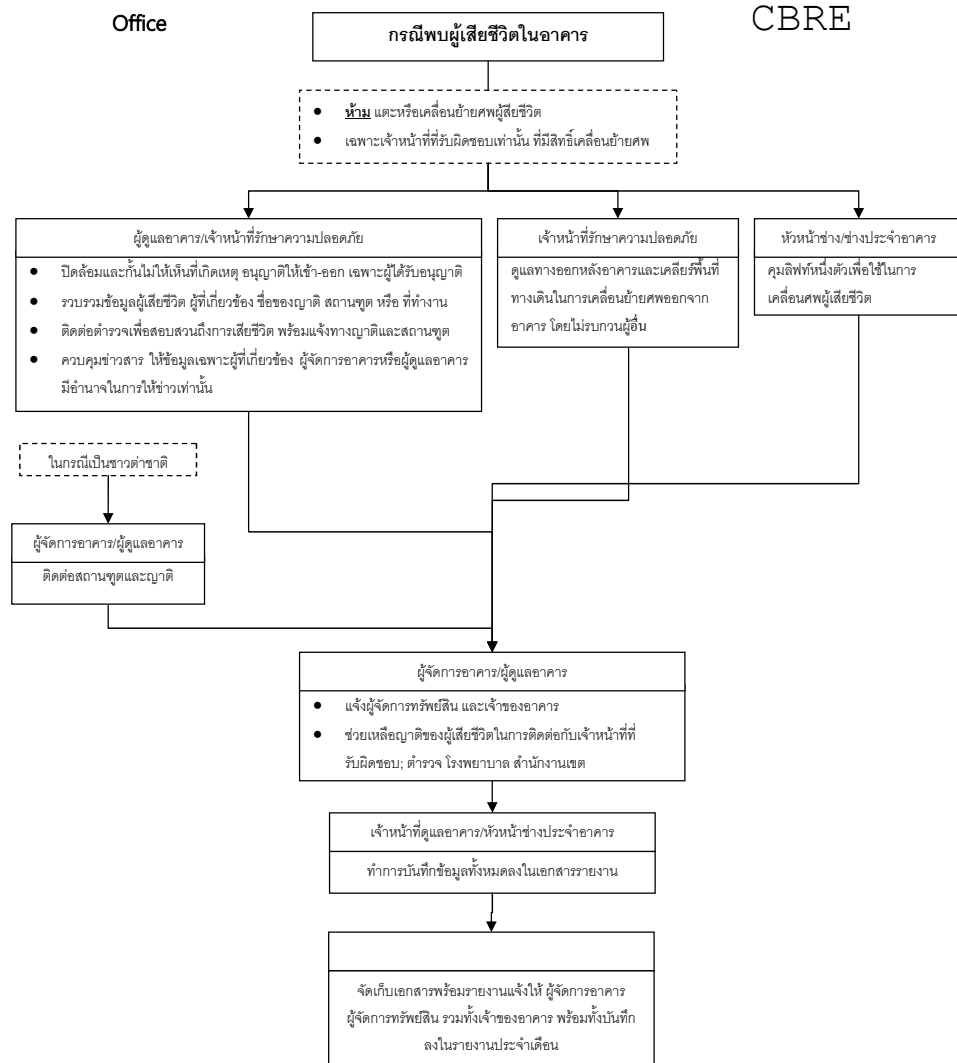 Office
CBRE
กรณีพบผู้เสียชีวิตในอาคาร
● ห้าม แตะหรือเคลื่อนย้ายศพผู้เสียชีวิต
● เฉพาะเจ้าหน้าที่ที่รับผิดชอบเท่านั้น ที่มีสิทธิ์เคลื่อนย้ายศพ
ผู้ดูแลอาคาร/เจ้าหน้าที่รักษาความปลอดภัย
● ปิดล้อมและกั้นไม่ให้เห็นที่เกิดเหตุ อนุญาติให้เข้า-ออก เฉพาะผู้ได้รับอนุญาติ
● รวบรวมข้อมูลผู้เสียชีวิต ผู้ที่เกี่ยวข้อง ชื่อของญาติ สถานฑูต หรือ ที่ทำงาน
● ติดต่อตำรวจเพื่อสอบสวนถึงการเสียชีวิต พร้อมแจ้งทางญาติและสถานฑูต
● ควบคุมข่าวสาร ให้ข้อมูลเฉพาะผู้ที่เกี่ยวข้อง ผู้จัดการอาคารหรือผู้ดูแลอาคาร
มีอำนาจในการให้ข่าวเท่านั้น
เจ้าหน้าที่รักษาความปลอดภัย
ดูแลทางออกหลังอาคารและเคลียร์พื้นที่
ทางเดินในการเคลื่อนย้ายศพออกจาก
อาคาร โดยไม่รบกวนผู้อื่น
หัวหน้าช่าง/ช่างประจำอาคาร
คุมลิฟท์หนึ่งตัวเพื่อใช้ในการ
เคลื่อนศพผู้เสียชีวิต
ในกรณีเป็นชาวต่าชาติ
ผู้จัดการอาคาร/ผู้ดูแลอาคาร
ติดต่อสถานฑูตและญาติ
ผู้จัดการอาคาร/ผู้ดูแลอาคาร
● แจ้งผู้จัดการทรัพย์สิน และเจ้าของอาคาร
● ช่วยเหลือญาติของผู้เสียชีวิตในการติดต่อกับเจ้าหน้าที่ที่
รับผิดชอบ; ตำรวจ โรงพยาบาล สำนักงานเขต
เจ้าหน้าที่ดูแลอาคาร/หัวหน้าช่างประจำอาคาร
ทำการบันทึกข้อมูลทั้งหมดลงในเอกสารรายงาน
จัดเก็บเอกสารพร้อมรายงานแจ้งให้ ผู้จัดการอาคาร
ผู้จัดการทรัพย์สิน รวมทั้งเจ้าของอาคาร พร้อมทั้งบันทึก
ลงในรายงานประจำเดือน